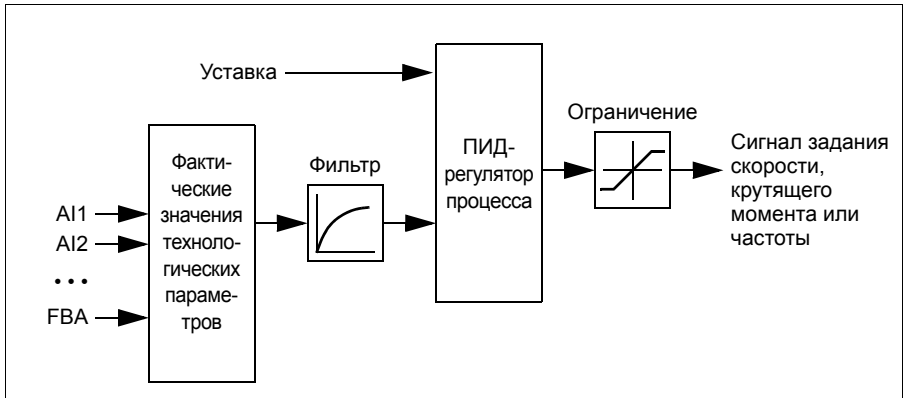 Уставка
AI1
AI2
• • •
FBA
Факти-
ческие
значения
техноло-
гических
параме-
тров
Фильтр
ПИД-
регулятор
процесса
Ограничение
Сигнал задания
скорости,
крутящего
момента или
частоты